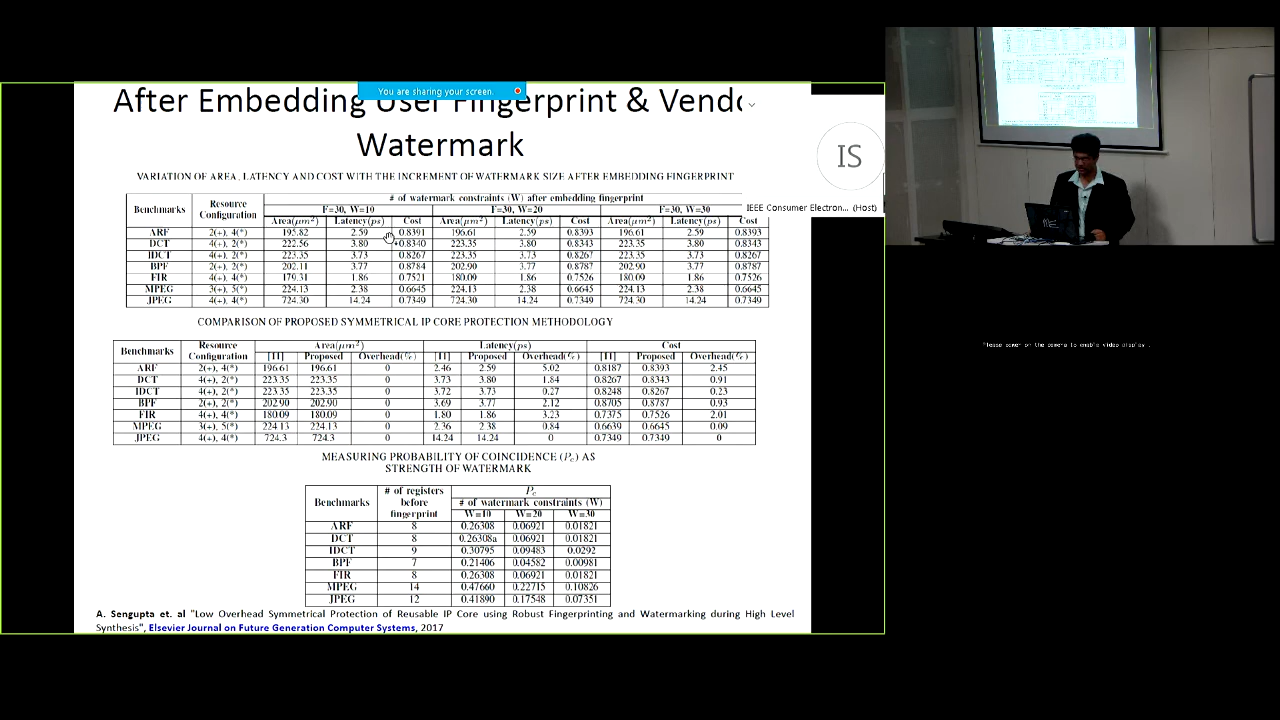 You are sharing your screen.
After Embedding User Fingerprint & Vendo
Watermark
IS
IEEE Consumer Electron... (Host)
VARIATION OF AREA, LATENCY AND COST WITH THE INCREMENT OF WATERMARK SIZE AFTER EMBEDDING FINGERPRINT
Benchmarks Resource Configuration # of watermark constraints (W) after embedding fingerprint
F=30, W=10 F=30, W=20 F=30, W=30
Area(μm²) Latency(ps) Cost Area(μm²) Latency(ps) Cost Area(μm²) Latency(ps) Cost
ARF 2(+), 4(*) 195.82 2.59 0.8391 196.61 2.59 0.8393 196.61 2.59 0.8393
DCT 4(+), 2(*) 222.56 3.80 0.8340 223.35 3.80 0.8343 223.35 3.80 0.8343
IDCT 4(+), 2(*) 223.35 3.73 0.8267 223.35 3.73 0.8267 223.35 3.73 0.8267
BPF 2(+), 2(*) 202.11 3.77 0.8784 202.90 3.77 0.8787 202.90 3.77 0.8787
FIR 4(+), 4(*) 179.31 1.86 0.7521 180.09 1.86 0.7526 180.09 1.86 0.7526
MPEG 3(+), 5(*) 224.13 2.38 0.6645 224.13 2.38 0.6645 224.13 2.38 0.6645
JPEG 4(+), 4(*) 724.30 14.24 0.7349 724.30 14.24 0.7349 724.30 14.24 0.7349
COMPARISON OF PROPOSED SYMMETRICAL IP CORE PROTECTION METHODOLOGY
Benchmarks Resource Configuration Area(μm²) Latency(ps) Cost
[11] Proposed Overhead(%) [11] Proposed Overhead(%) [11] Proposed Overhead(%)
ARF 2(+), 4(*) 196.61 196.61 0 2.46 2.59 5.02 0.8187 0.8393 2.45
DCT 4(+), 2(*) 223.35 223.35 0 3.73 3.80 1.84 0.8267 0.8343 0.91
IDCT 4(+), 2(*) 223.35 223.35 0 3.72 3.73 0.27 0.8248 0.8267 0.23
BPF 2(+), 2(*) 202.90 202.90 0 3.69 3.77 2.12 0.8705 0.8787 0.93
FIR 4(+), 4(*) 180.09 180.09 0 1.80 1.86 3.23 0.7375 0.7526 2.01
MPEG 3(+), 5(*) 224.13 224.13 0 2.36 2.38 0.84 0.6639 0.6645 0.09
JPEG 4(+), 4(*) 724.3 724.3 0 14.24 14.24 0 0.7349 0.7349 0
MEASURING PROBABILITY OF COINCIDENCE (Pc) AS
STRENGTH OF WATERMARK
Benchmarks # of registers before fingerprint Pc
# of watermark constraints (W)
W=10 W=20 W=30
ARF 8 0.26308 0.06921 0.01821
DCT 8 0.26308a 0.06921 0.01821
IDCT 9 0.30795 0.09483 0.0292
BPF 7 0.21406 0.04582 0.00981
FIR 8 0.26308 0.06921 0.01821
MPEG 14 0.47660 0.22715 0.10826
JPEG 12 0.41890 0.17548 0.07351
A. Sengupta et. al "Low Overhead Symmetrical Protection of Reusable IP Core using Robust Fingerprinting and Watermarking during High Level
Synthesis", Elsevier Journal on Future Generation Computer Systems, 2017
Please power on the camera to enable video display .